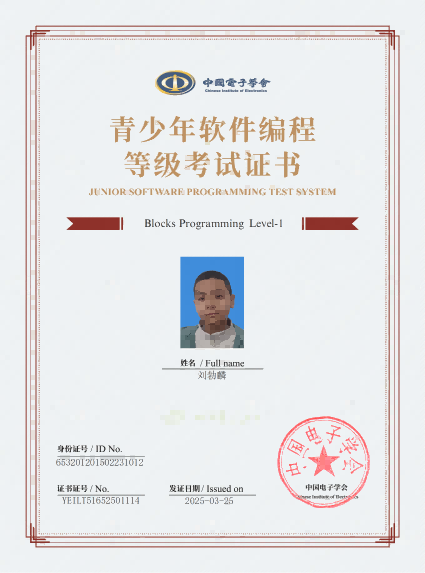 中國電子學會
Chinese Institute of Electronics
青少年软件编程
等级考试证书
JUNIOR SOFTWARE PROGRAMMING TEST SYSTEM
Blocks Programming Level-1
姓名 / Full name
刘勃麟
身份证号 / ID No.
653201201502231012
证书证号 / No.
YEILT51652501114
发证日期 / Issued on
2025-03-25
中国电子学会
中国电子学会
Chinese Institute of Electronics